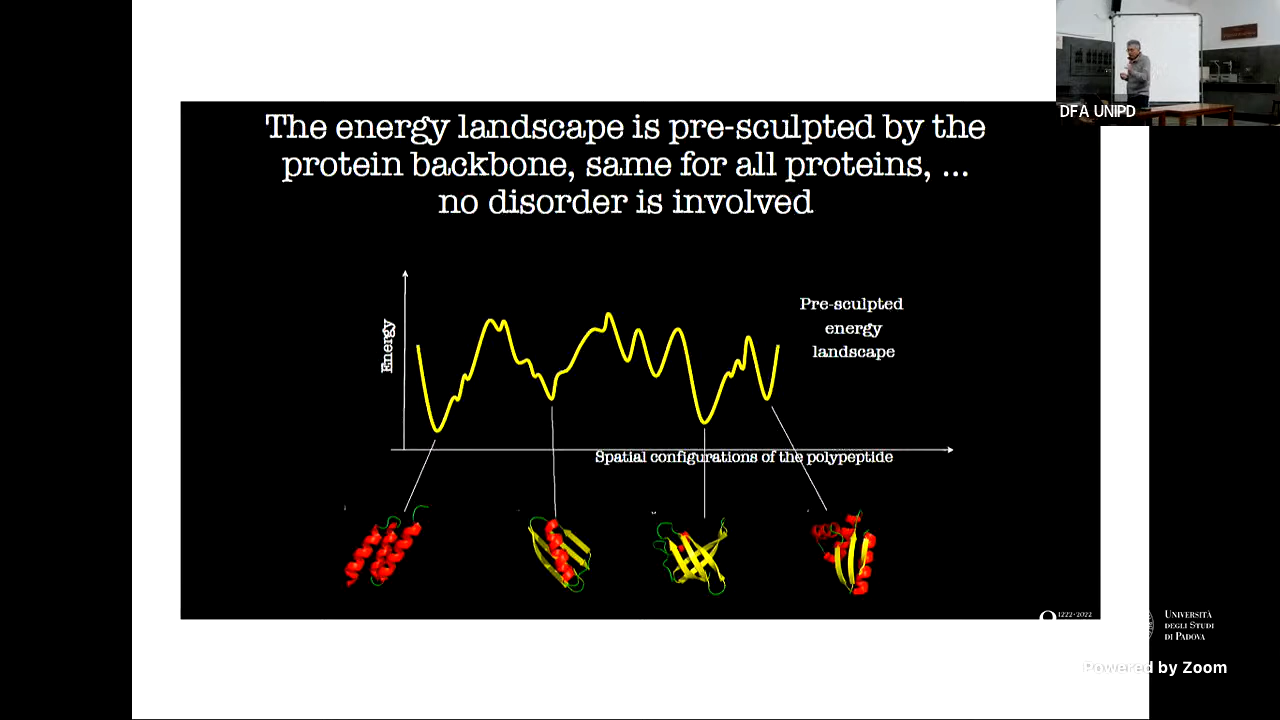 The energy landscape is pre-sculpted by the
protein backbone, same for all proteins, ...
no disorder is involved
Energy
Pre-sculpted
energy
landscape
Spatial configurations of the polypeptide
DFA UNIPD
1222·2022
UNIVERSITÀ
DEGLI STUDI
DI PADOVA
Powered by Zoom